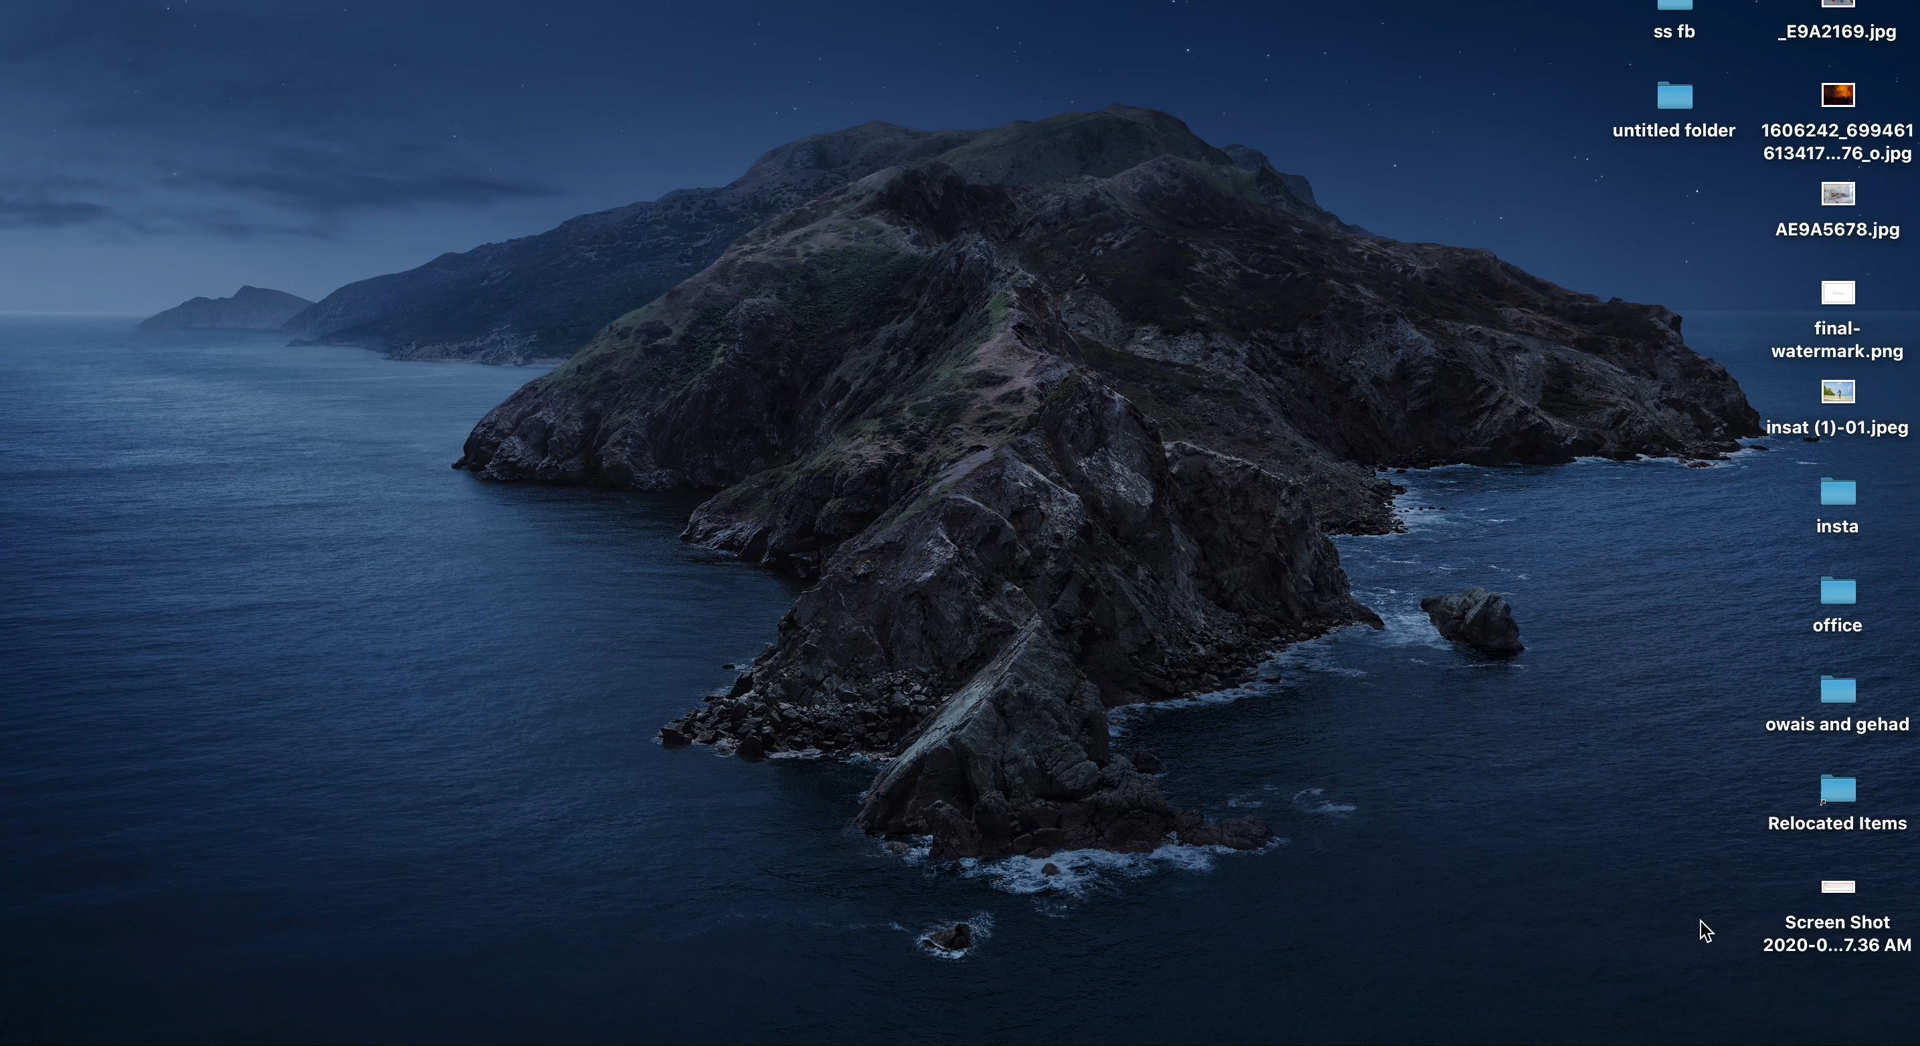 ss fb
_E9A2169.jpg
untitled folder
1606242_699461
613417...76_o.jpg
AE9A5678.jpg
final-
watermark.png
insat (1)-01.jpeg
insta
office
owais and gehad
Relocated Items
Screen Shot
2020-0...7.36 AM